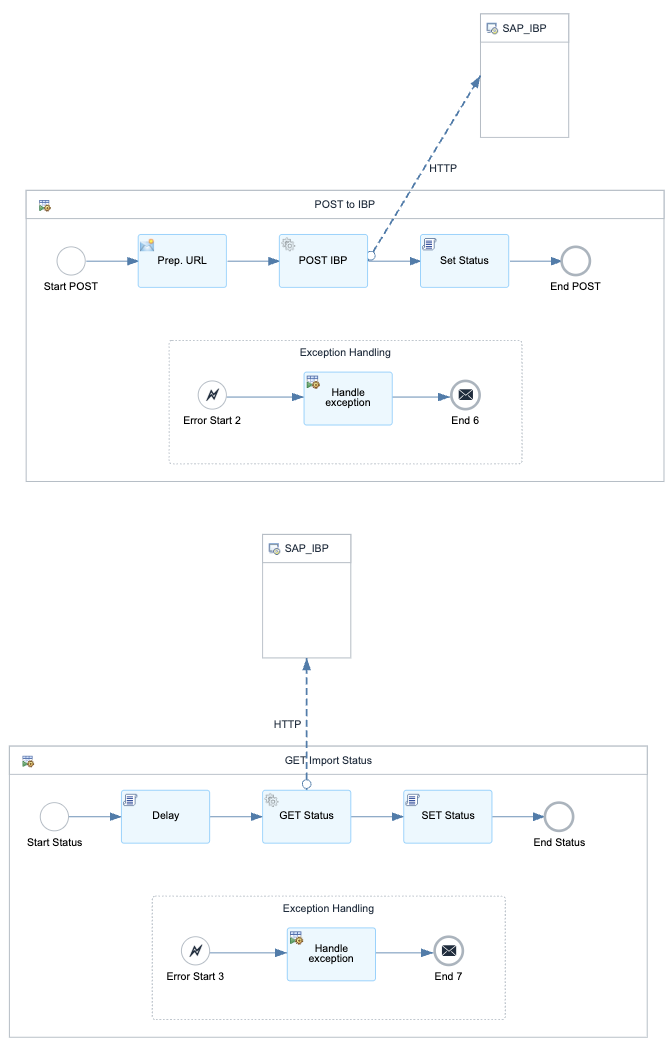 SAP_IBP
HTTP
POST to IBP
Prep. URL
POST IBP
Set Status
Start POST
End POST
Exception Handling
Handle
exception
Error Start 2
End 6
SAP_IBP
HTTP
GET Import Status
Delay
GET Status
SET Status
Start Status
End Status
Exception Handling
Handle
exception
Error Start 3
End 7